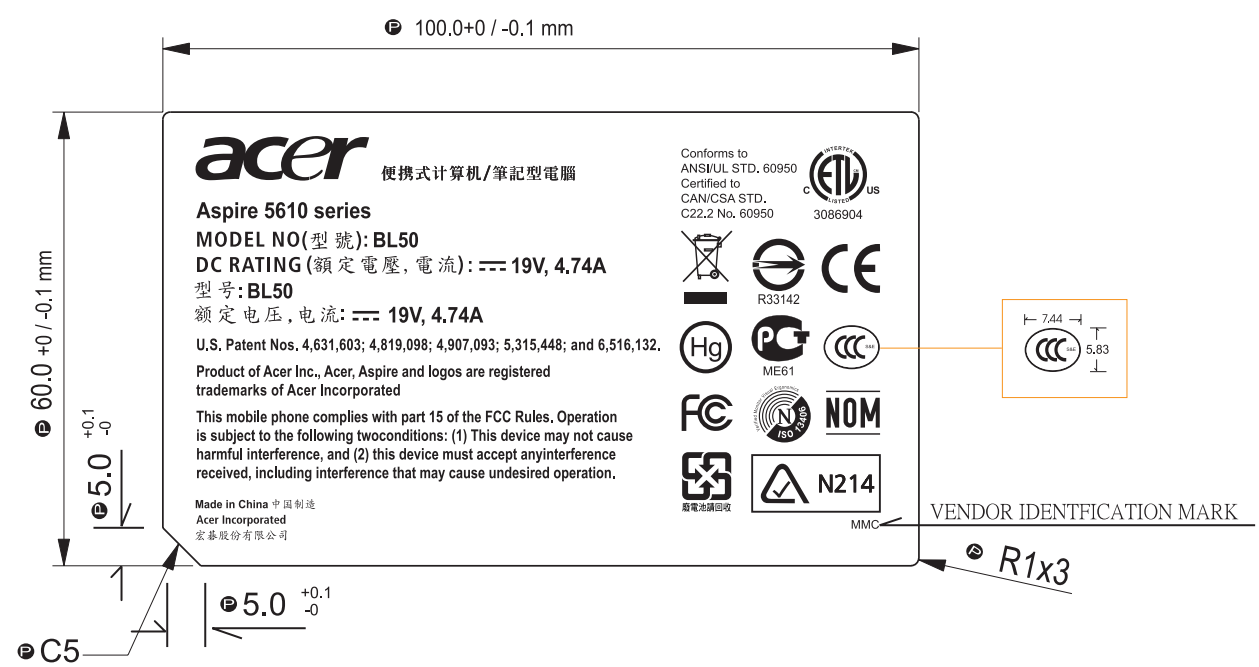 Ⓟ 100.0+0 / -0.1 mm
Ⓟ 60.0 +0 / -0.1 mm
acer 便携式计算机/筆記型電腦
Aspire 5610 series
MODEL NO(型 號): BL50
DC RATING (額 定 電 壓, 電 流) : 19V, 4.74A
型 号: BL50
额 定 电 压 , 电 流: 19V, 4.74A
U.S. Patent Nos. 4,631,603; 4,819,098; 4,907,093; 5,315,448; and 6,516,132.
Product of Acer Inc., Acer, Aspire and logos are registered
trademarks of Acer Incorporated
This mobile phone complies with part 15 of the FCC Rules. Operation
is subject to the following twoconditions: (1) This device may not cause
harmful interference, and (2) this device must accept anyinterference
received, including interference that may cause undesired operation.
Made in China 中国制造
Acer Incorporated
宏碁股份有限公司
Conforms to
ANSI/UL STD. 60950
Certified to
CAN/CSA STD.
C22.2 No. 60950
INTERTEK
C ETL US
LISTED
3086904
R33142
CE
Hg
PCT
ME61
CCC S&E
FC
N
ISO 13406
NOM
廢電池請回收
N214
MMC
7.44
CCC S&E
5.83
VENDOR IDENTFICATION MARK
Ⓟ R1x3
Ⓟ 5.0 +0.1 -0
Ⓟ 5.0 +0.1 -0
Ⓟ C5